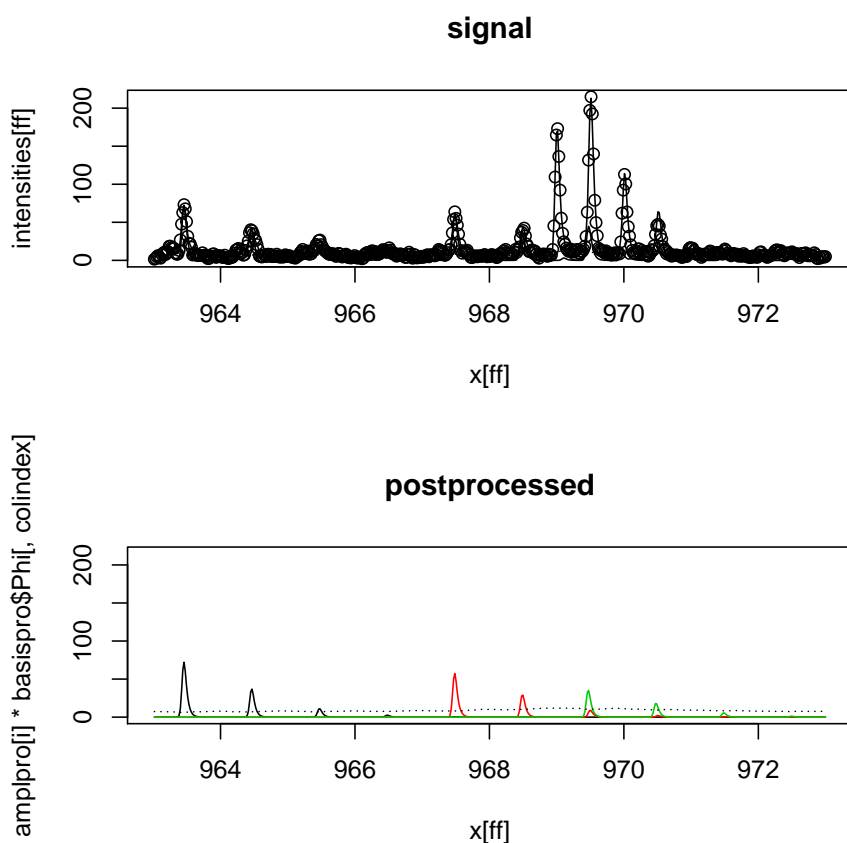 signal
intensities[ff]
200
100
0
964 966 968 970 972
x[ff]
postprocessed
amplpro[i] * basispro$Phi[, colindex]
200
100
0
964 966 968 970 972
x[ff]